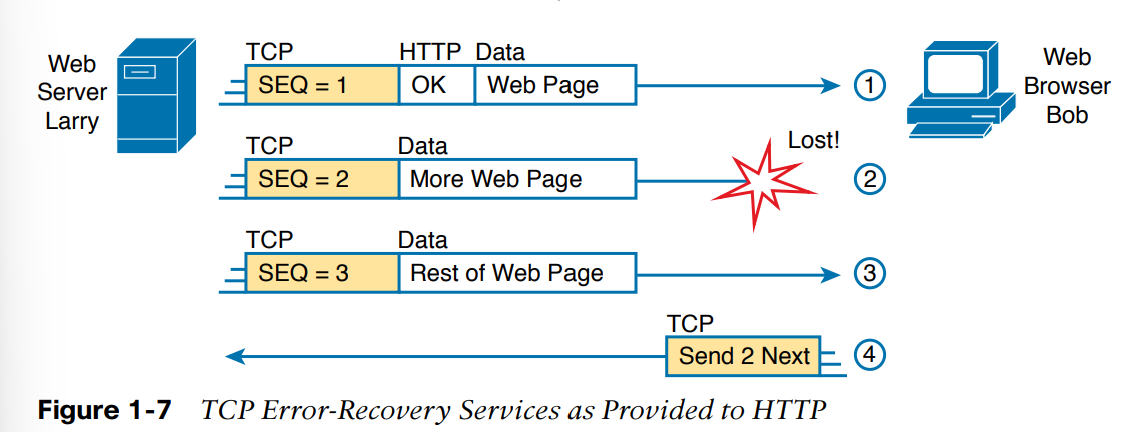 Web
Server
Larry
TCP HTTP Data
SEQ = 1 OK Web Page
1
Web
Browser
Bob
TCP Data
SEQ = 2 More Web Page
Lost!
2
TCP Data
SEQ = 3 Rest of Web Page
3
TCP
Send 2 Next
4
Figure 1-7 TCP Error-Recovery Services as Provided to HTTP